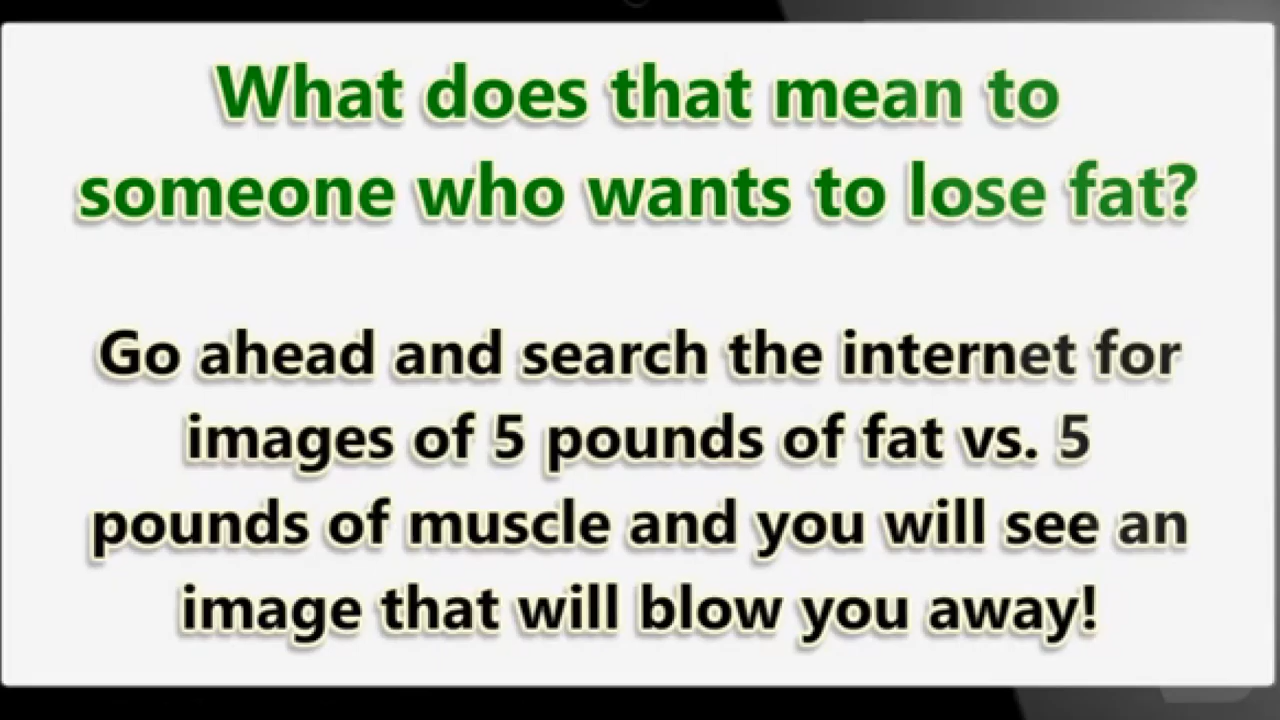 What does that mean to
someone who wants to lose fat?
Go ahead and search the internet for
images of 5 pounds of fat vs. 5
pounds of muscle and you will see an
image that will blow you away!